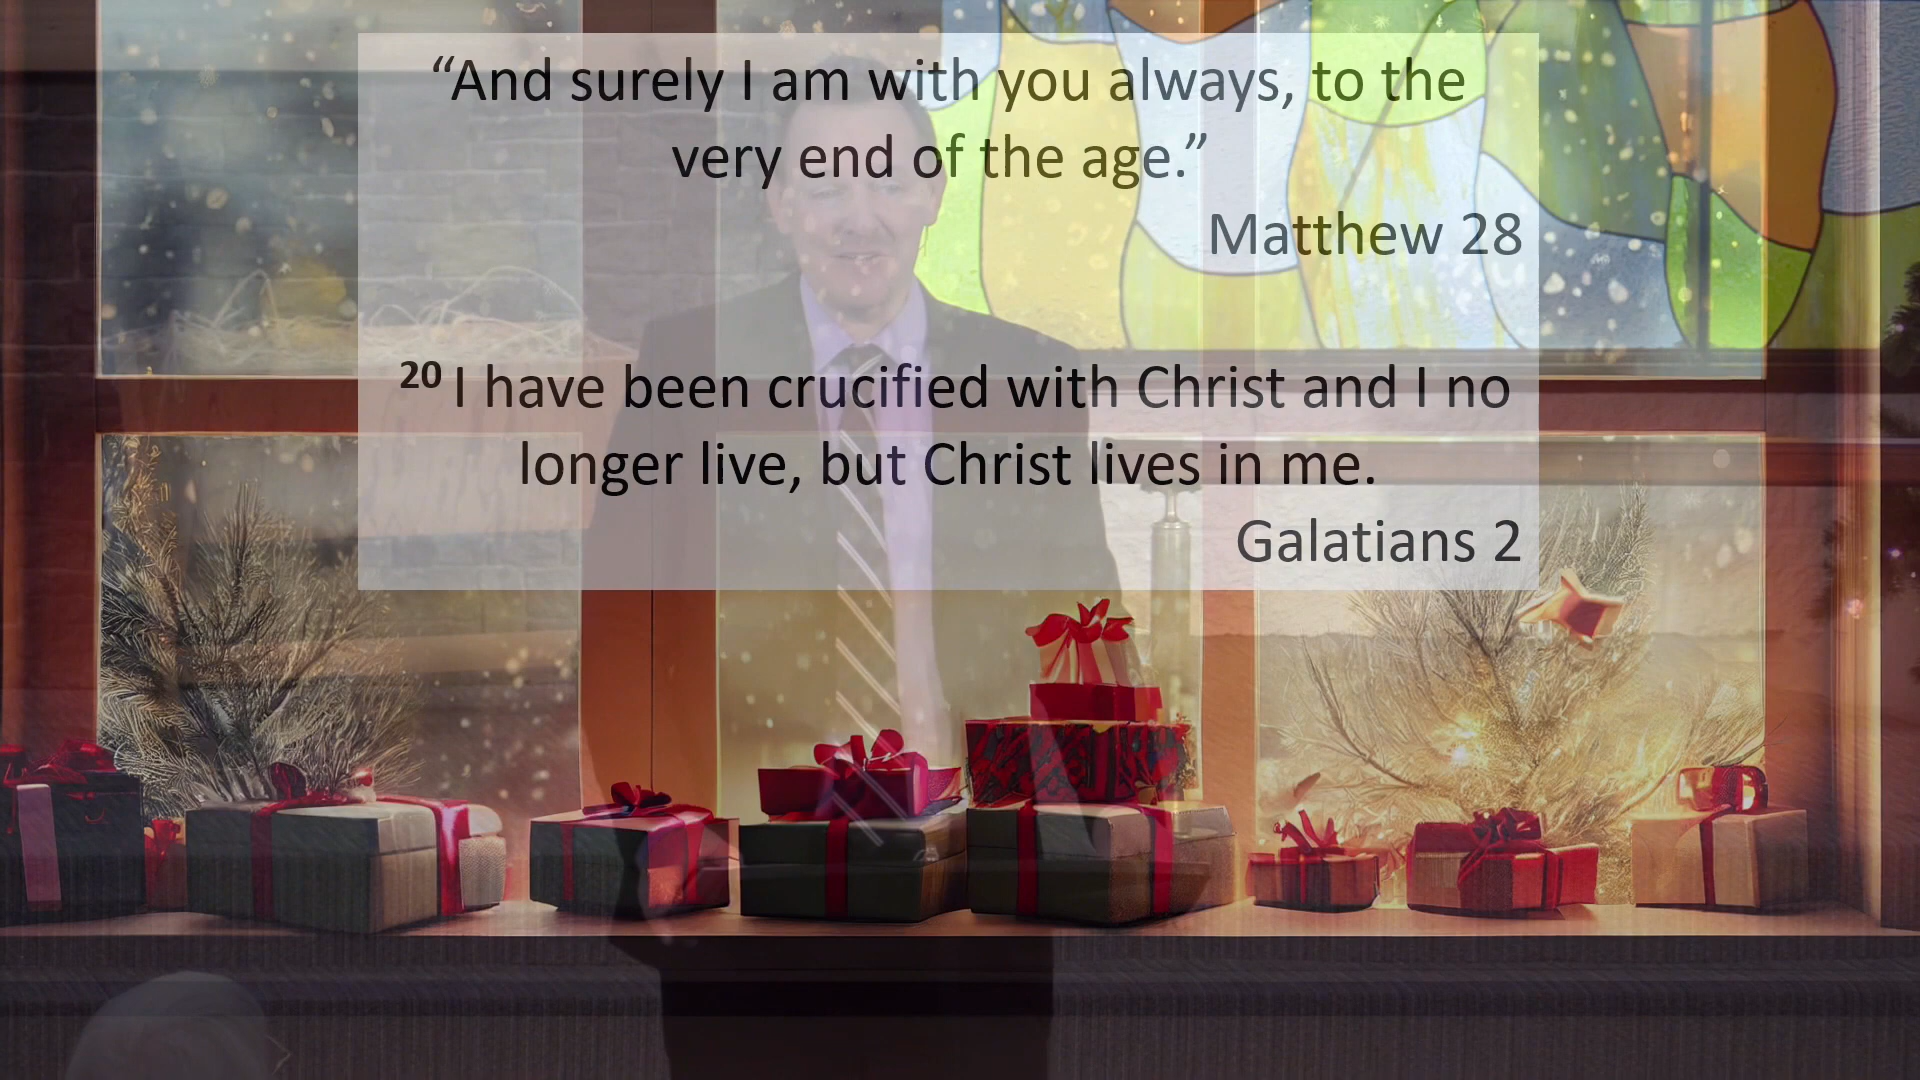 “And surely I am with you always, to the
very end of the age.”
Matthew 28
20 I have been crucified with Christ and I no
longer live, but Christ lives in me.
Galatians 2